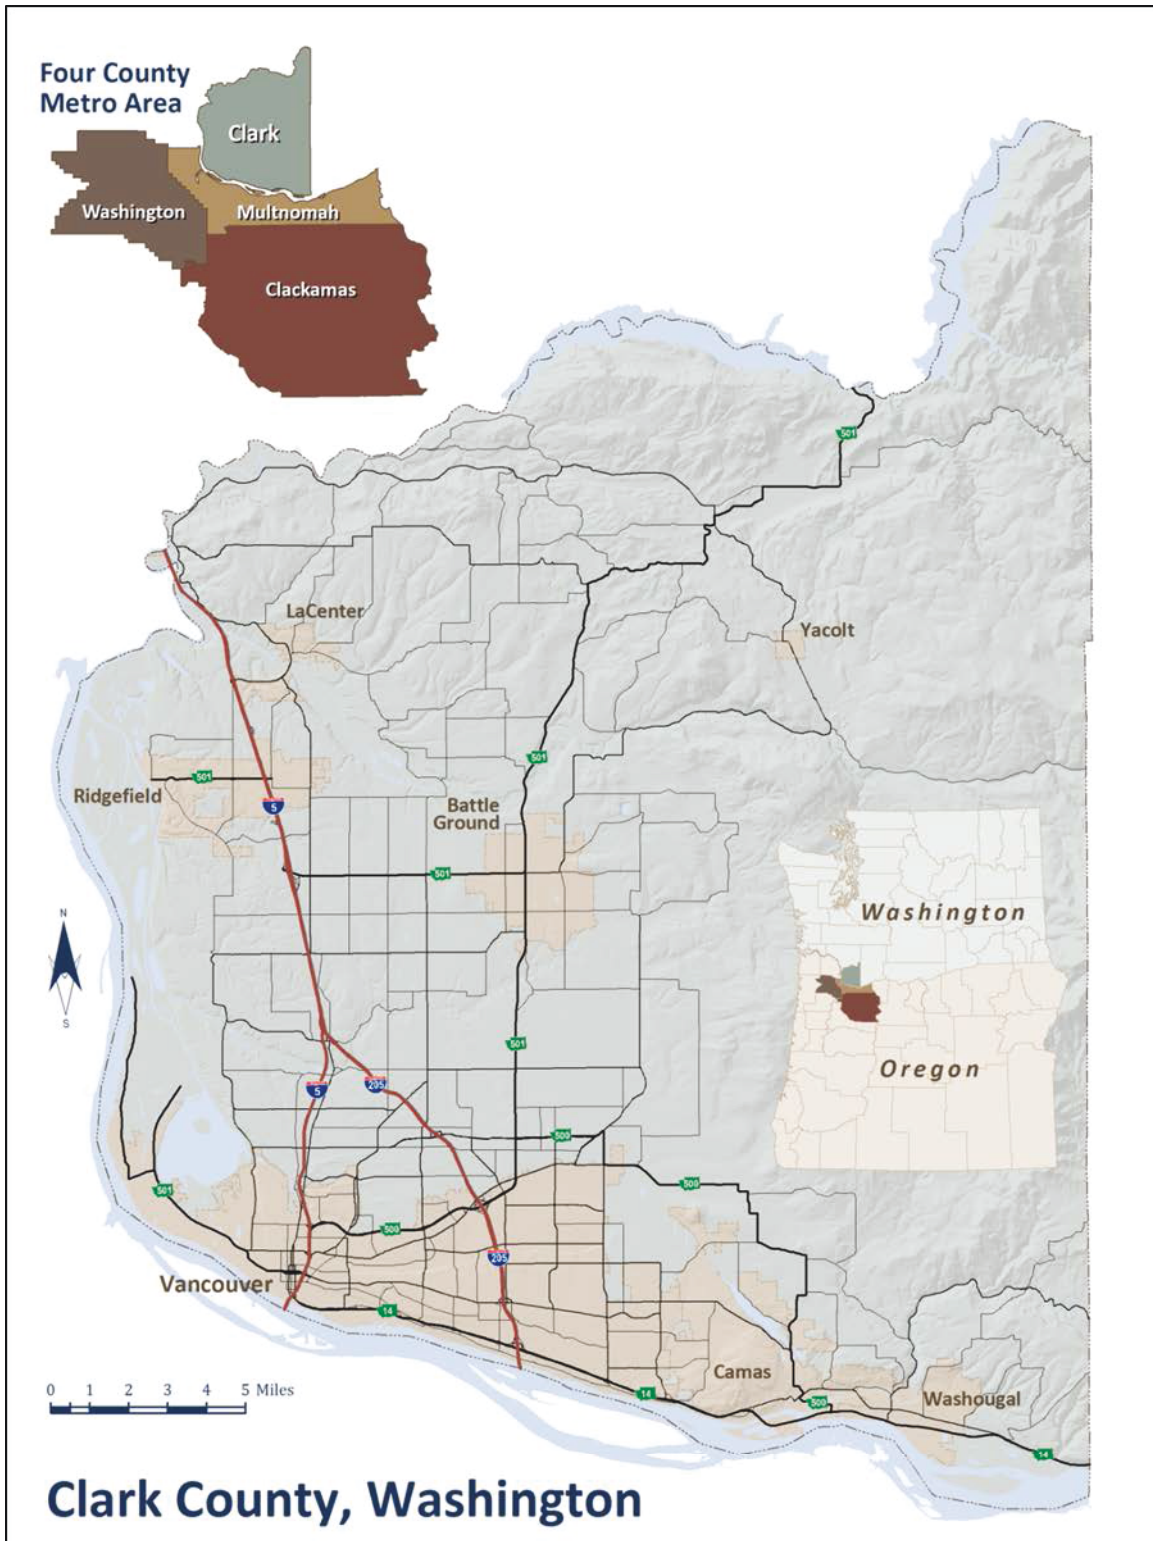 Four County
Metro Area
Clark
Washington
Multnomah
Clackamas
501
LaCenter
Yacolt
501
501
Ridgefield
5
Battle
Ground
501
Washington
N
S
Oregon
501
5
205
500
501
500
500
205
Vancouver
14
Camas
14
500
Washougal
0 1 2 3 4 5 Miles
14
Clark County, Washington